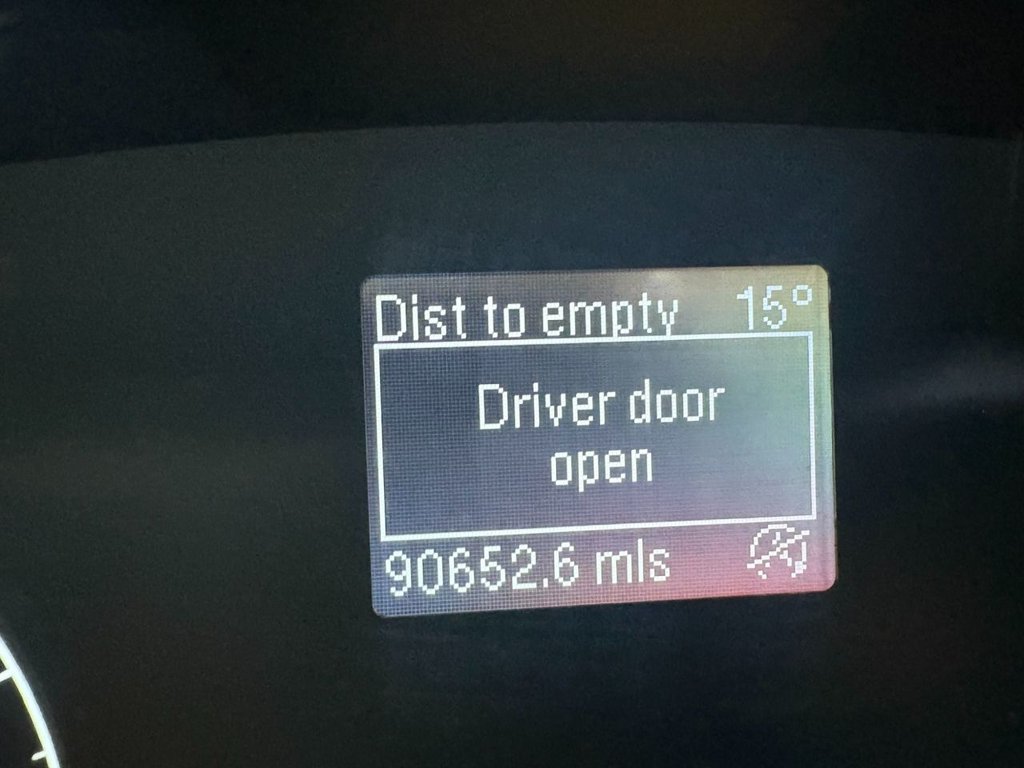 Dist to empty 15°
Driver door
open
90652.6 mls